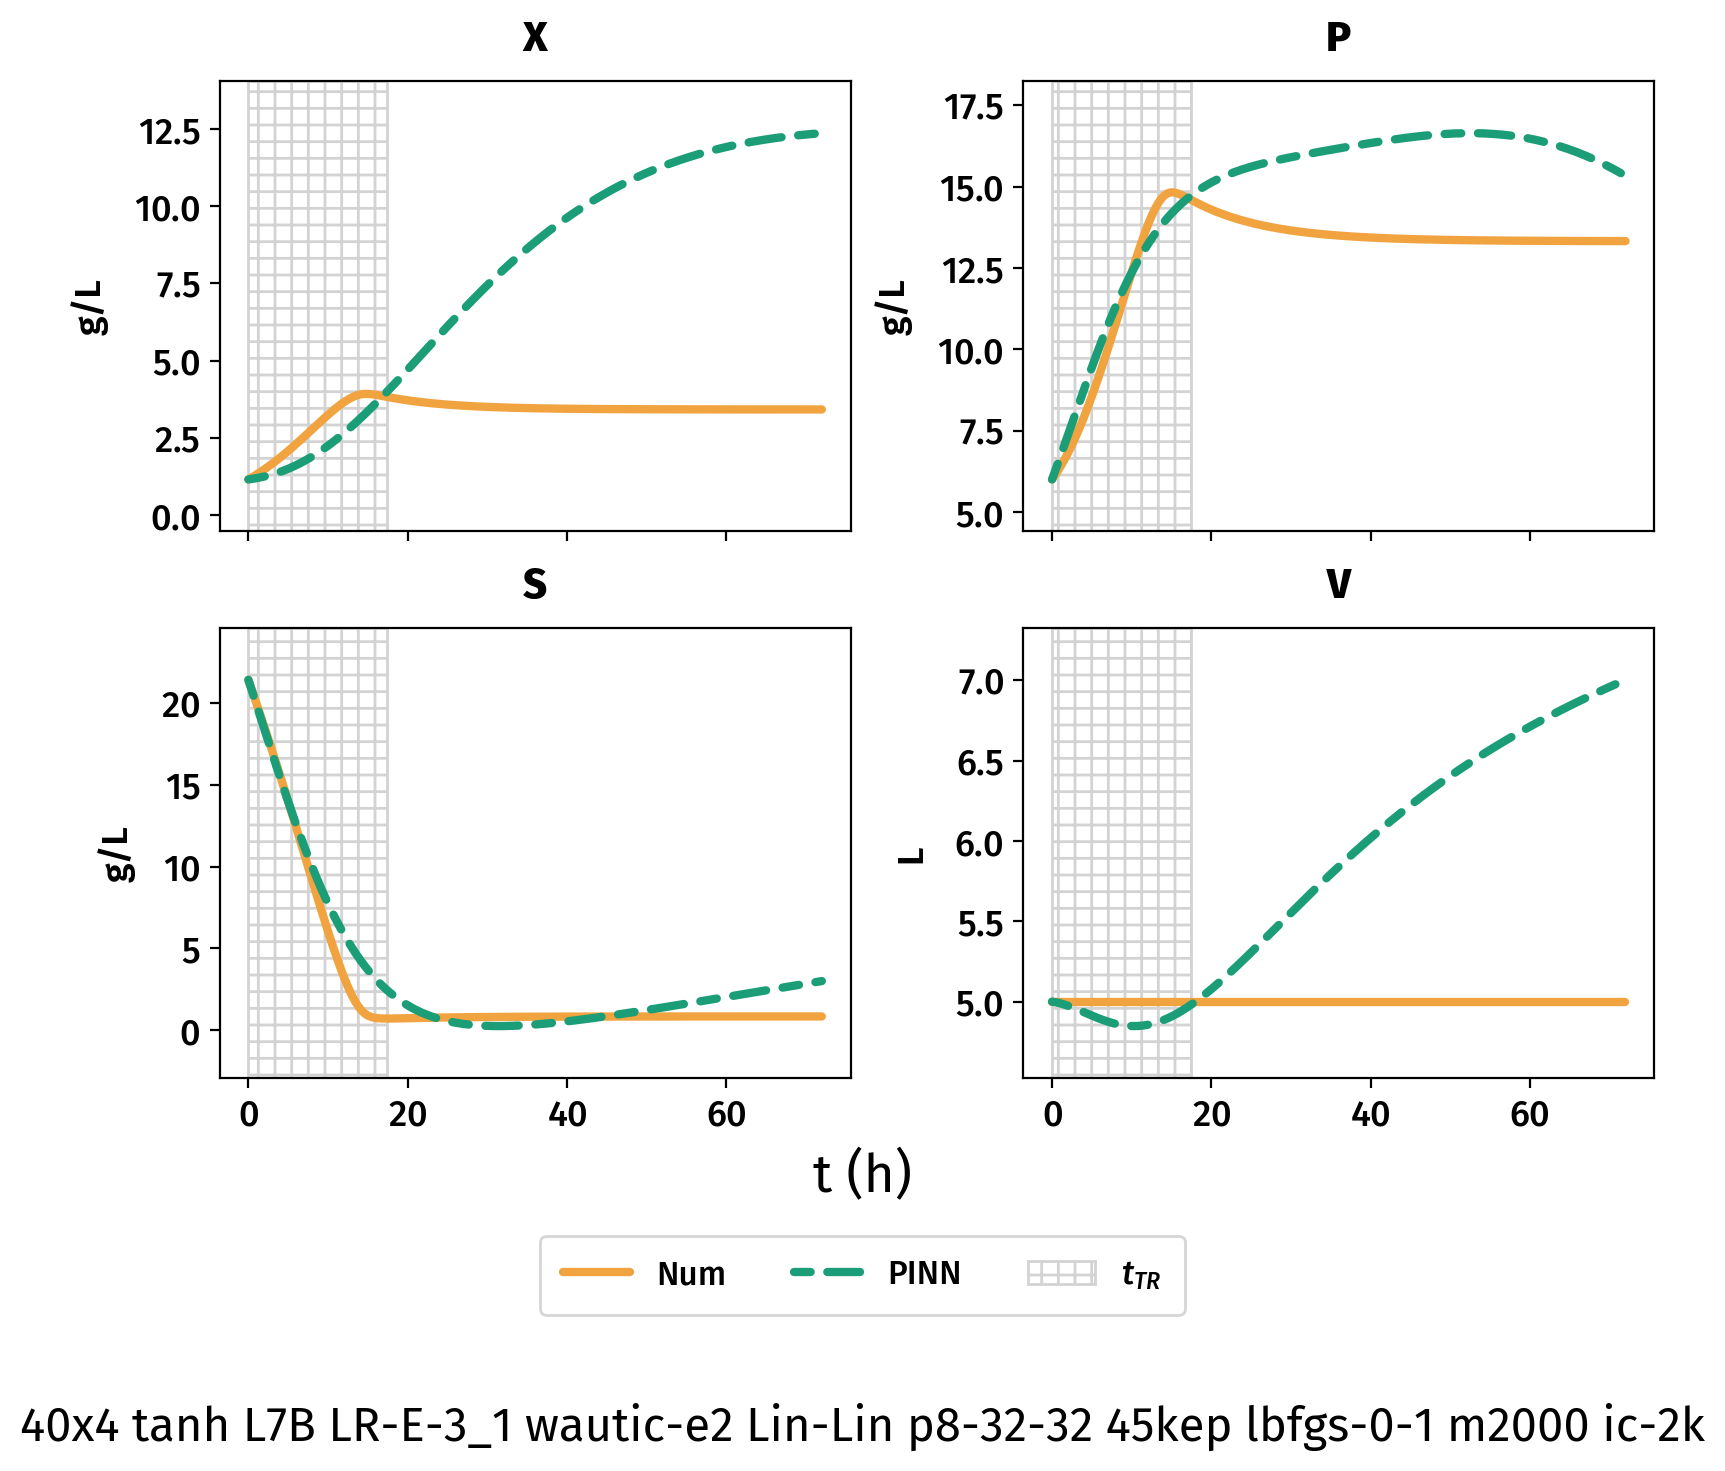 X
P
g/L
12.5
10.0
7.5
5.0
2.5
0.0
g/L
17.5
15.0
12.5
10.0
7.5
5.0
S
V
g/L
20
15
10
5
0
L
7.0
6.5
6.0
5.5
5.0
0 20 40 60
0 20 40 60
t (h)
Num PINN t_TR
40x4 tanh L7B LR-E-3_1 wautic-e2 Lin-Lin p8-32-32 45kep lbfgs-0-1 m2000 ic-2k